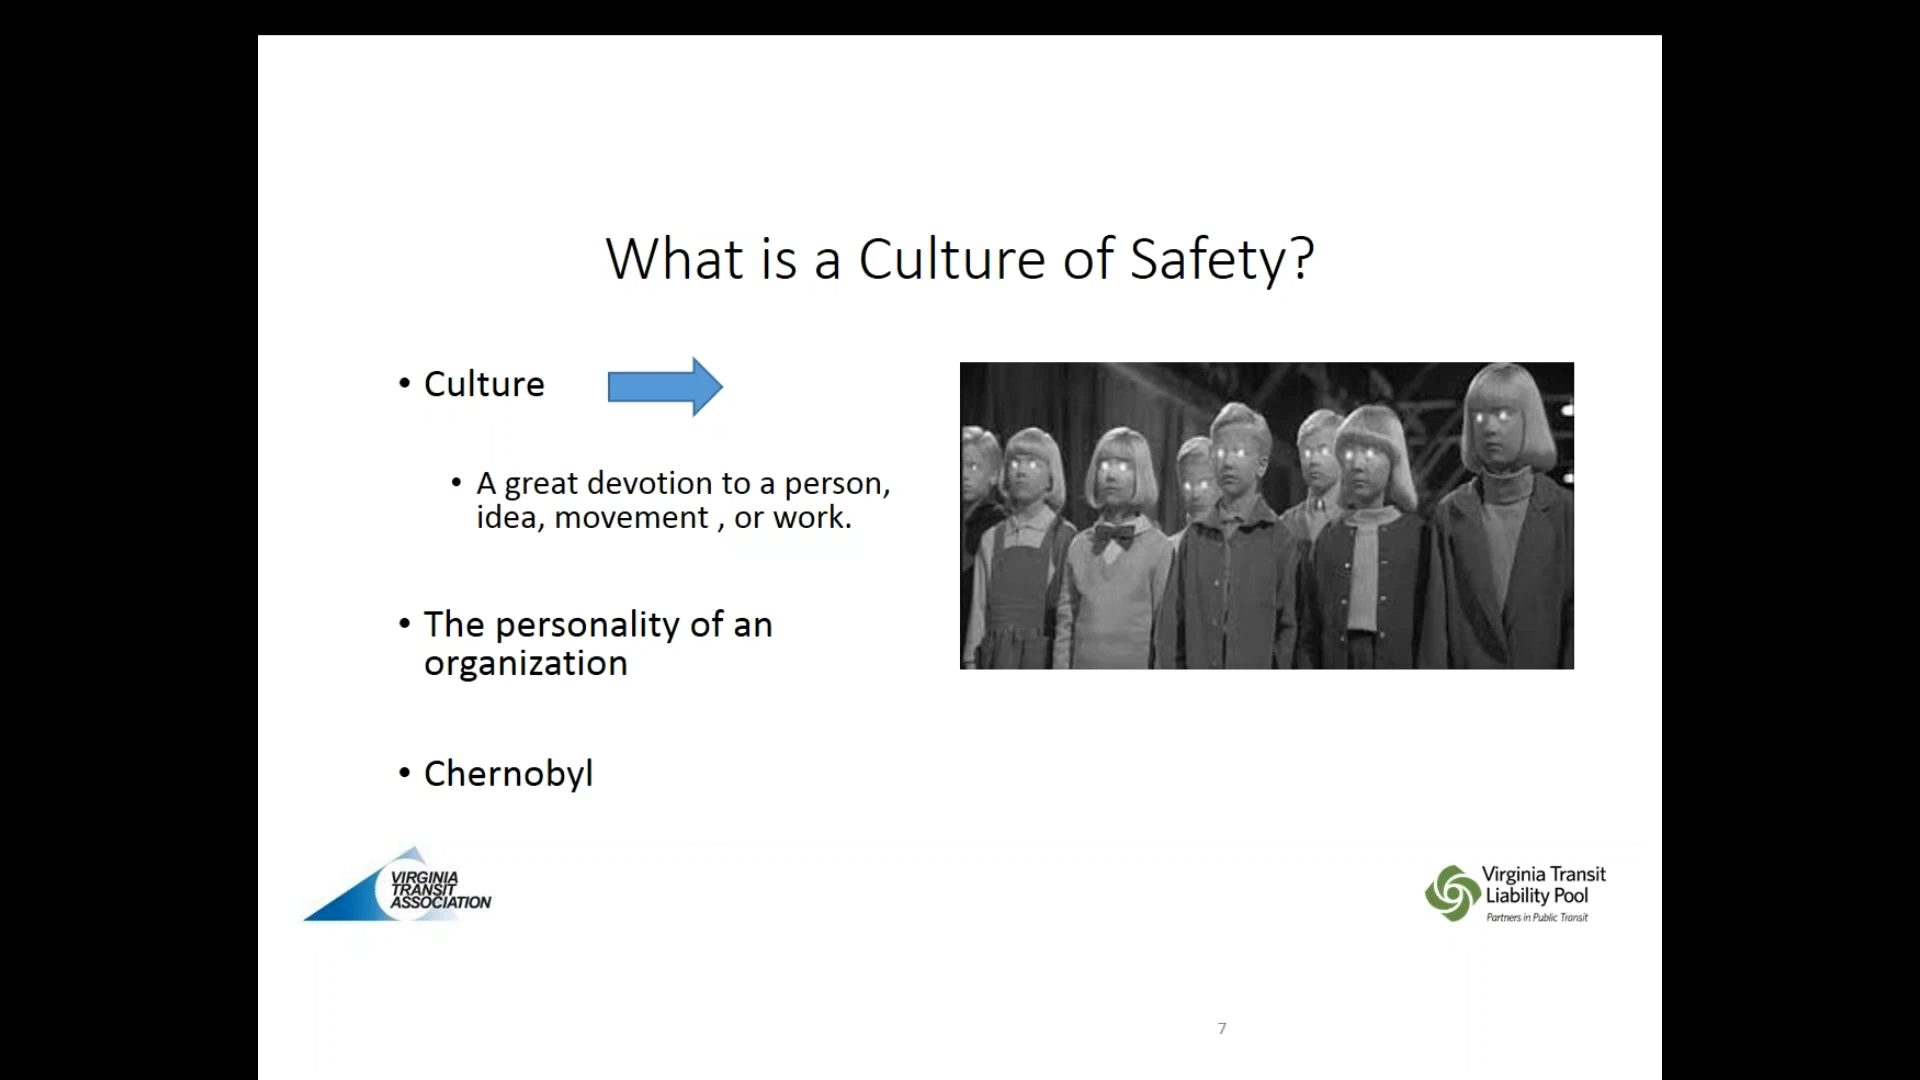 What is a Culture of Safety?
• Culture
• A great devotion to a person,
idea, movement , or work.
• The personality of an
organization
• Chernobyl
VIRGINIA
TRANSIT
ASSOCIATION
Virginia Transit
Liability Pool
Partners in Public Transit
7